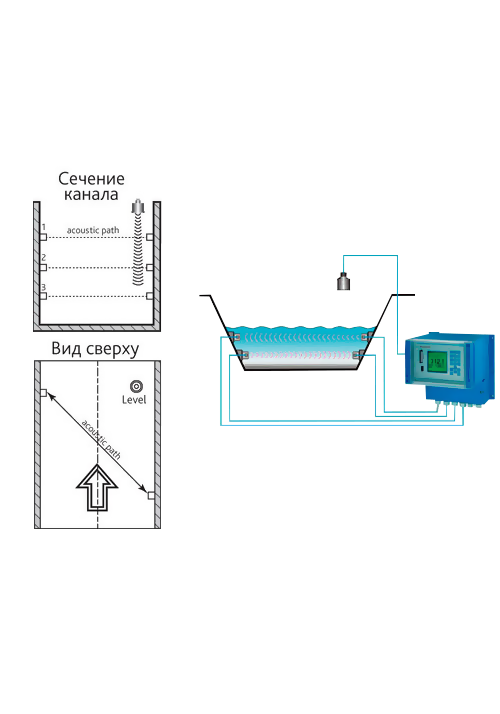 Сечение
канала
1
acoustic path
2
3
Вид сверху
Level
acoustic path